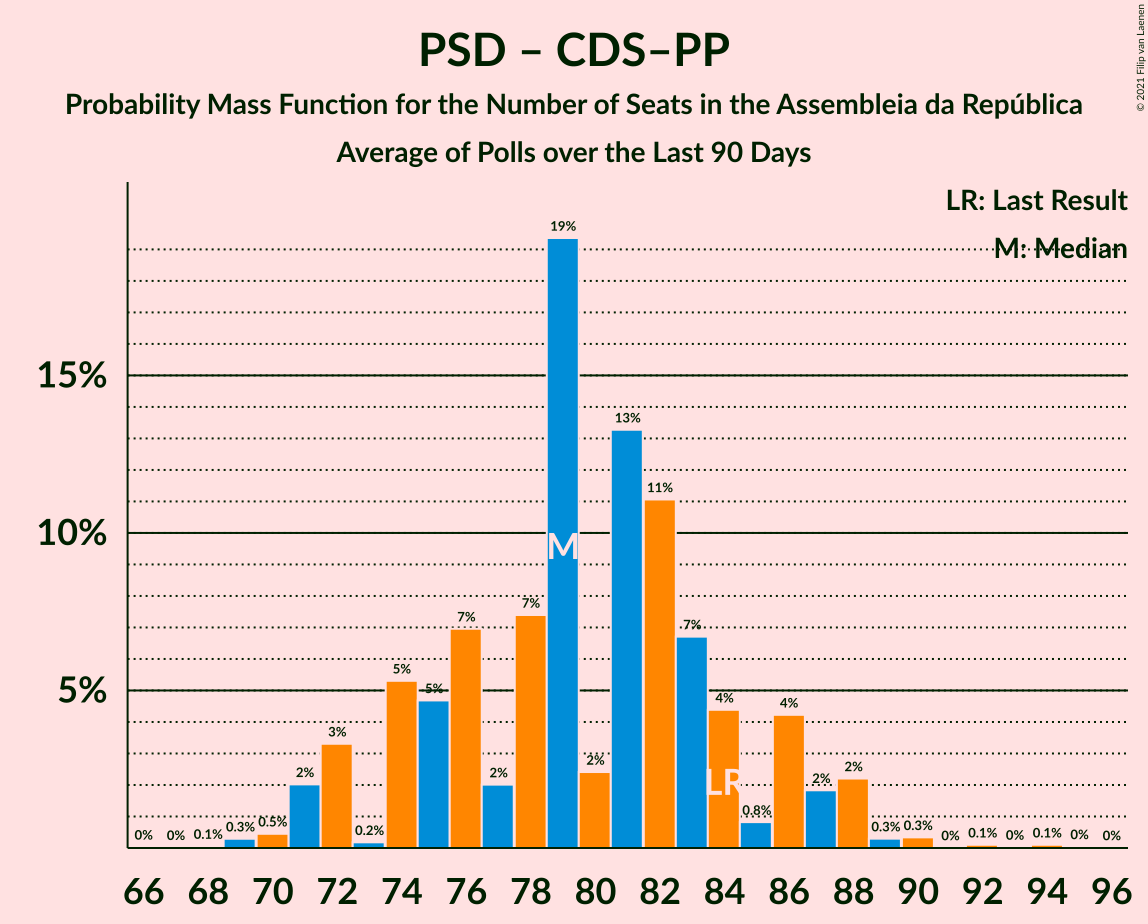 PSD – CDS–PP
Probability Mass Function for the Number of Seats in the Assembleia da República
Average of Polls over the Last 90 Days
© 2021 Filip van Laenen
LR: Last Result
M: Median
15%
10%
5%
0% 0% 0.1% 0.3% 0.5% 2% 3% 0.2% 5% 5% 7% 2% 7% 19% 2% 13% 11% 7% 4% 0.8% 4% 2% 2% 0.3% 0.3% 0% 0.1% 0% 0.1% 0% 0%
M
LR
66 68 70 72 74 76 78 80 82 84 86 88 90 92 94 96